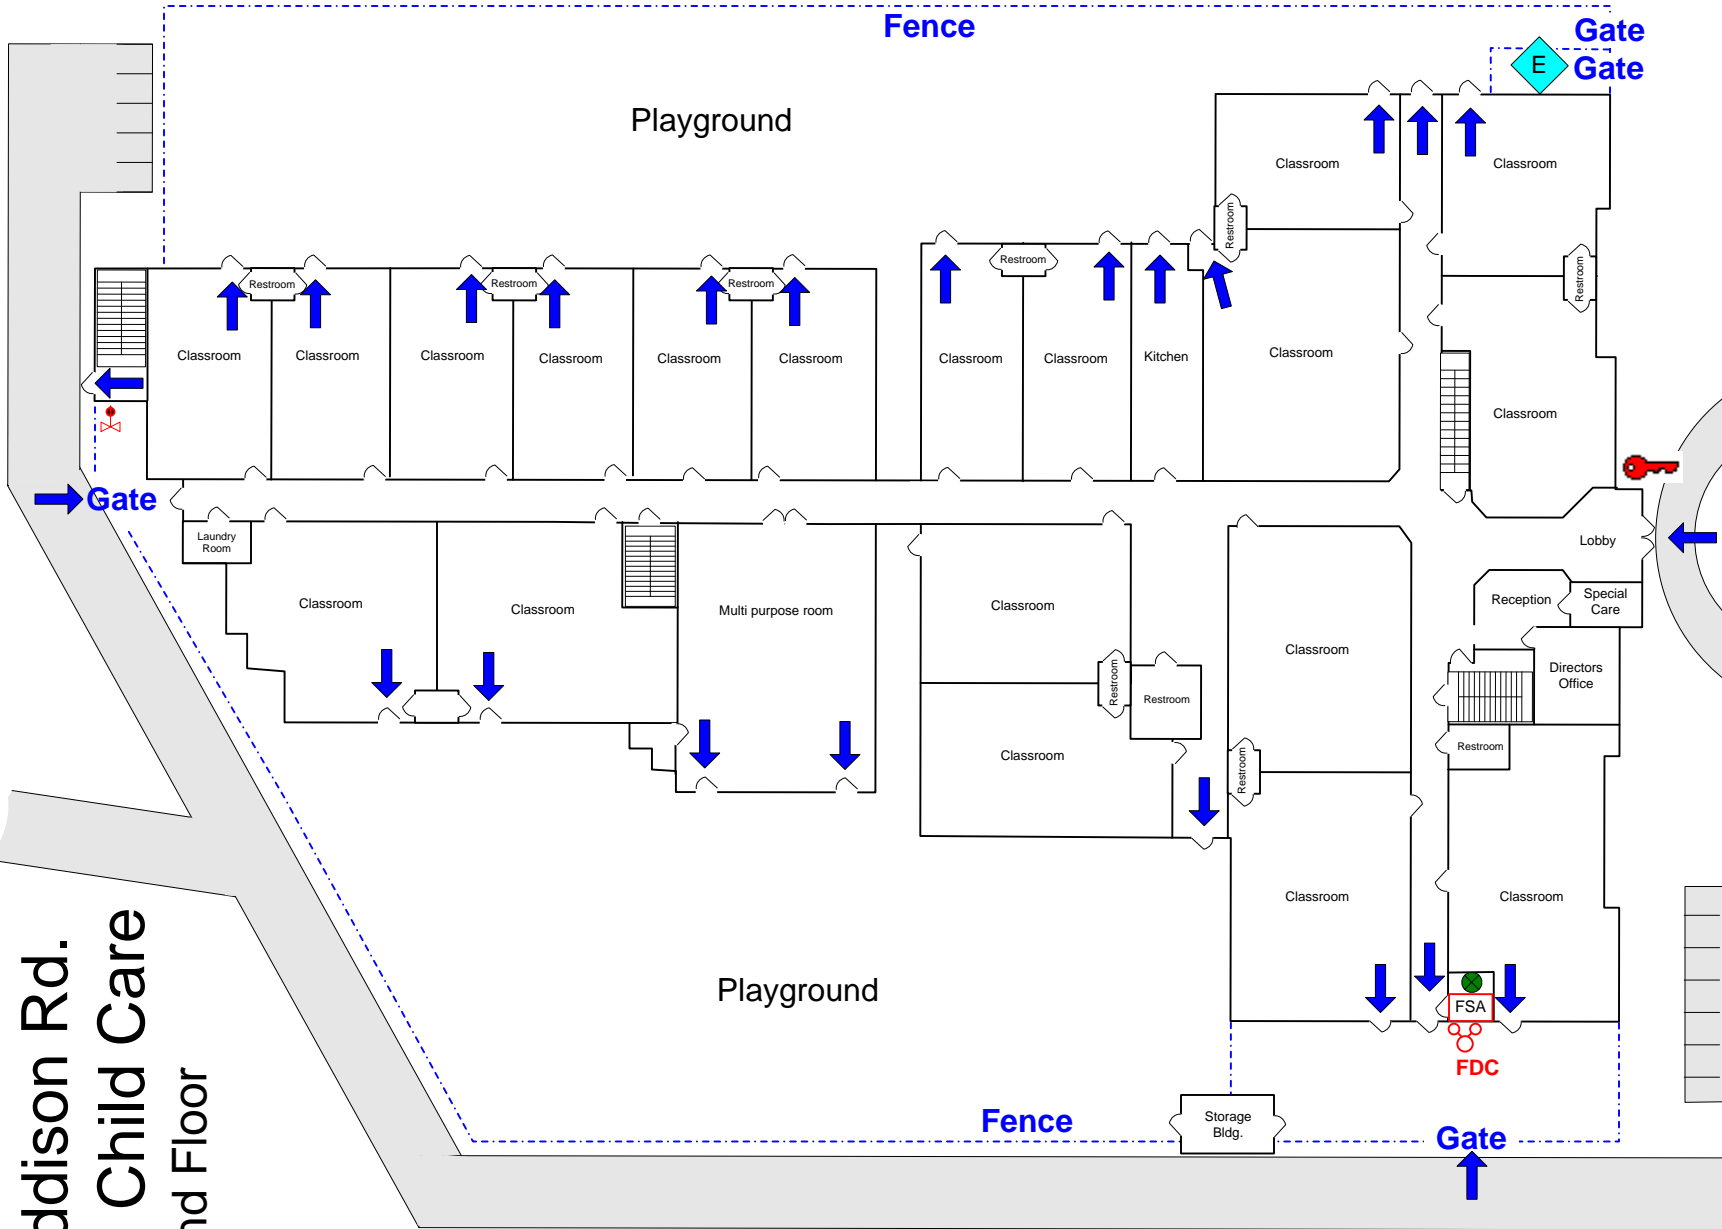 Fence
Gate
E
Gate
Playground
Classroom
Classroom
Restroom
Restroom
Restroom
Restroom
Restroom
Restroom
Restroom
Classroom
Classroom
Classroom
Classroom
Classroom
Classroom
Classroom
Classroom
Kitchen
Classroom
Classroom
Gate
Laundry
Room
Lobby
Classroom
Classroom
Multi purpose room
Classroom
Classroom
Reception
Special
Care
Directors
Office
Restroom
Restroom
Restroom
Restroom
Classroom
Classroom
Classroom
Playground
FSA
FDC
Storage
Bldg.
Fence
Gate
ddison Rd.
Child Care
nd Floor